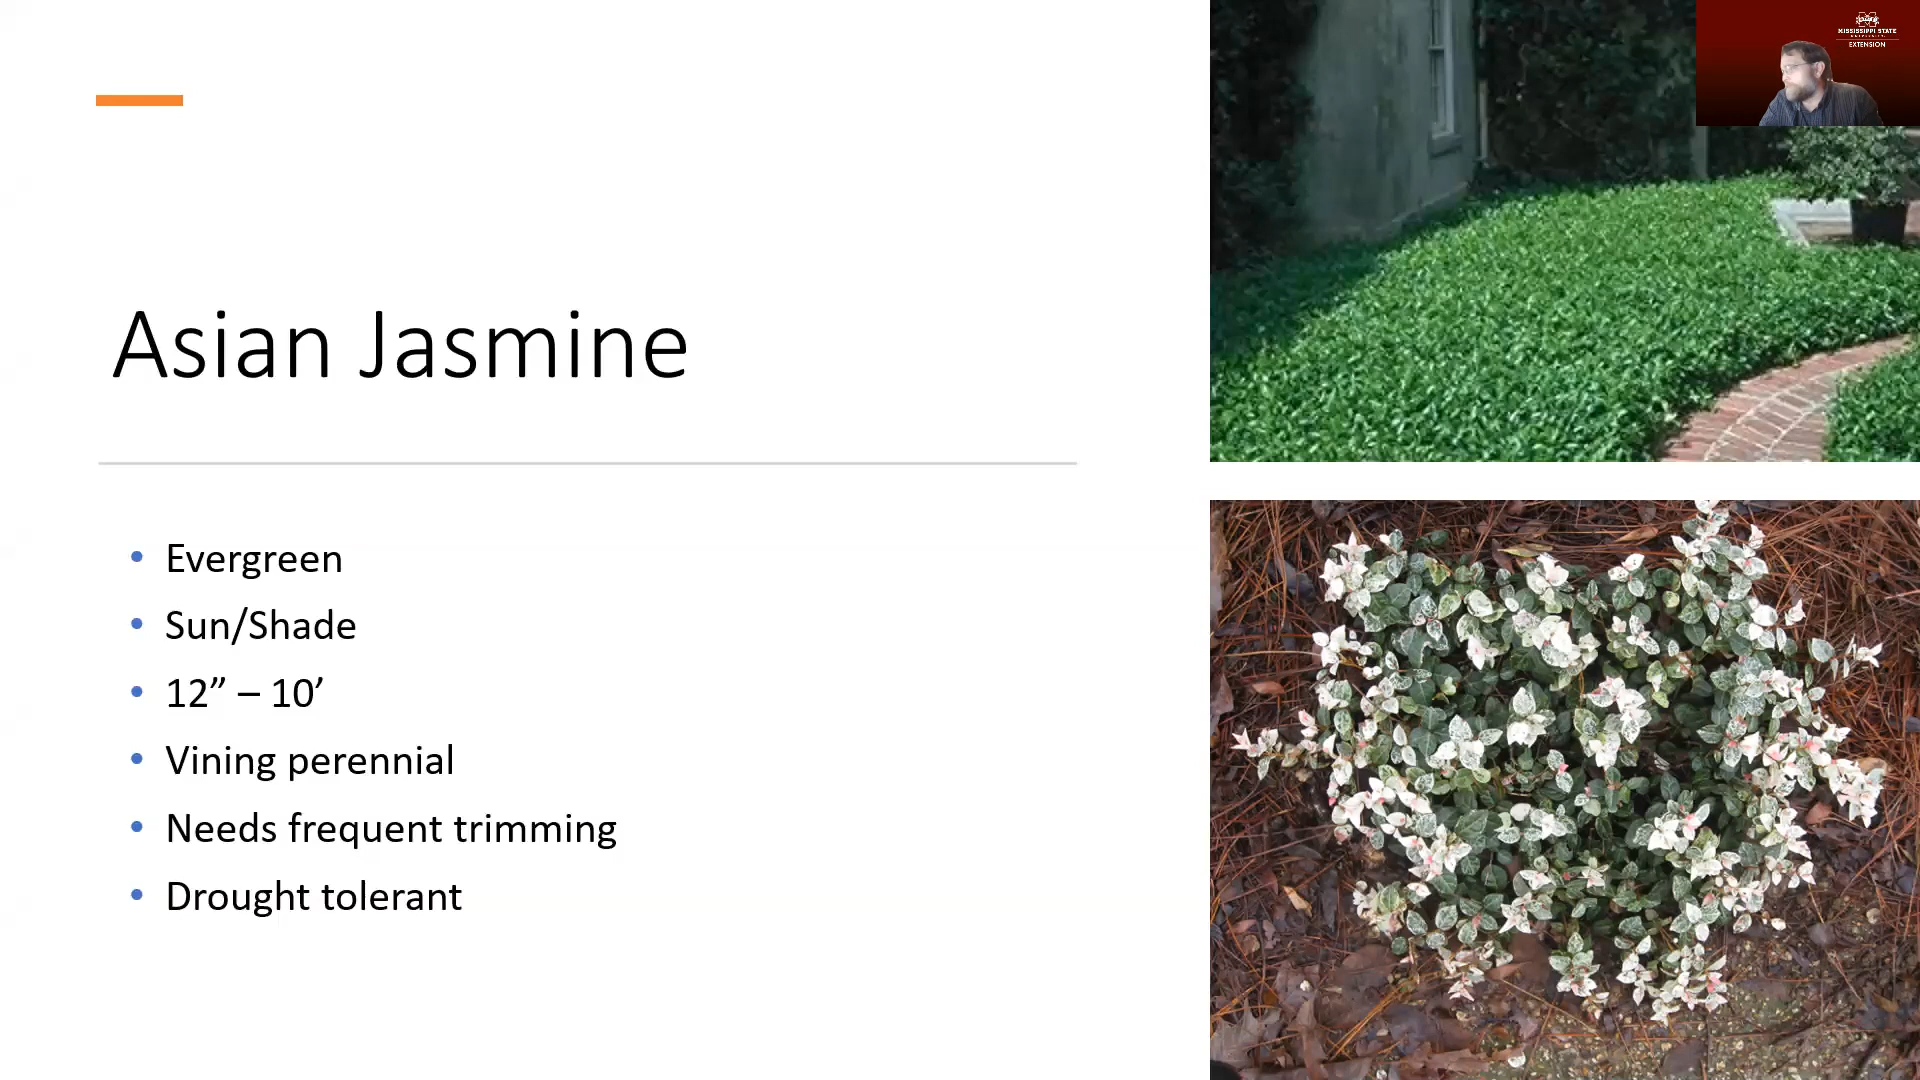 MISSISSIPPI STATE
UNIVERSITY
EXTENSION
Asian Jasmine
• Evergreen
• Sun/Shade
• 12” – 10’
• Vining perennial
• Needs frequent trimming
• Drought tolerant